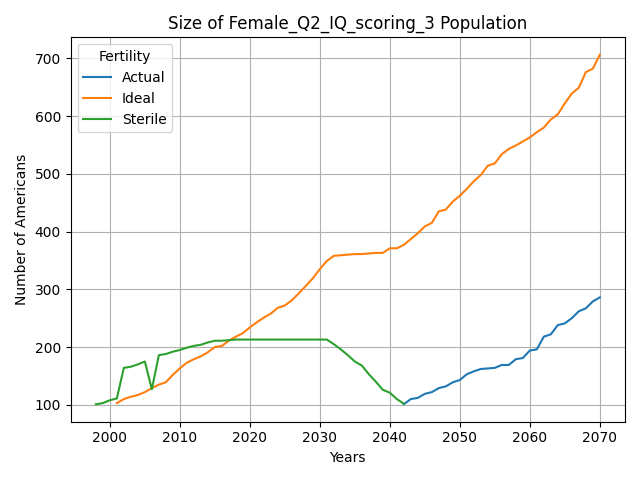 Size of Female_Q2_IQ_scoring_3 Population
Fertility
Actual
Ideal
Sterile
Number of Americans
700
600
500
400
300
200
100
2000
2010
2020
2030
2040
2050
2060
2070
Years